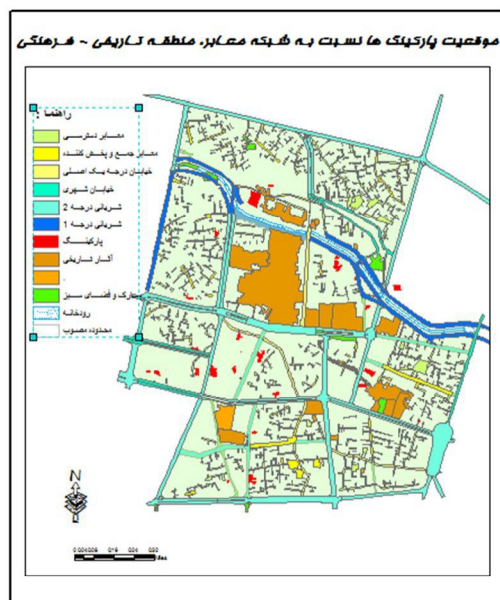 موقعیت پارکینگ ها نسبت به شبکه معابر، منطقه تاریخی - فرهنگی
راهنما :
معابر دسترسی
معابر جمع و پخش کننده
خیابان درجه یک اصلی
خیابان شهری
شریانی درجه 2
شریانی درجه 1
پارکینگ
آثار تاریخی
پارک و فضای سبز
رودخانه
محدوده مصوب
N